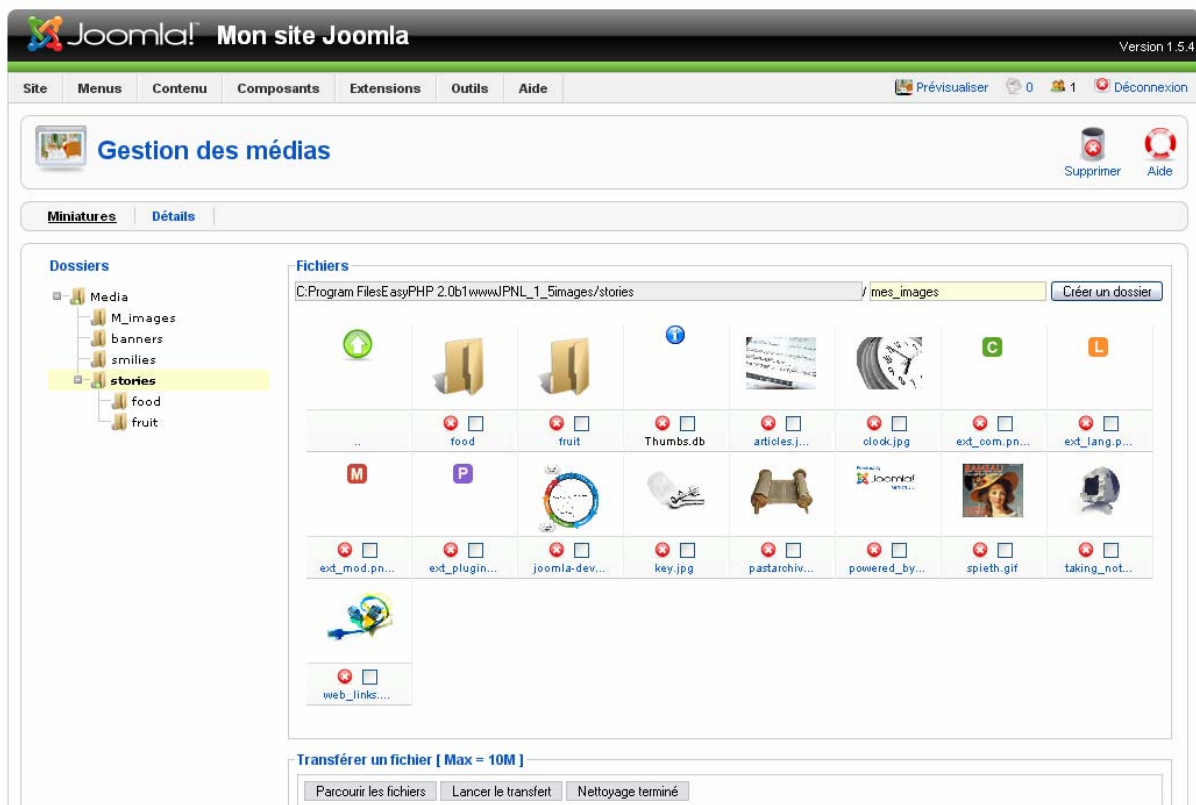 Joomla! Mon site Joomla
Version 1.5.4
Site Menus Contenu Composants Extensions Outils Aide Prévisualiser 0 1 Déconnexion
Gestion des médias
Supprimer Aide
Miniatures Détails
Dossiers
Media
M_images
banners
smilies
stories
food
fruit
Fichiers
C:Program FilesEasyPHP 2.0b1wwwJPNL_1_5images/stories / mes_images Créer un dossier
C L
.. food fruit Thumbs.db articles.j... clock.jpg ext_com.pn... ext_lang.p...
M P Joomla!
ext_mod.pn... ext_plugin... joomla-dev... key.jpg pastarchiv... powered_by... spieth.gif taking_not...
web_links....
Transférer un fichier [ Max = 10M ]
Parcourir les fichiers Lancer le transfert Nettoyage terminé